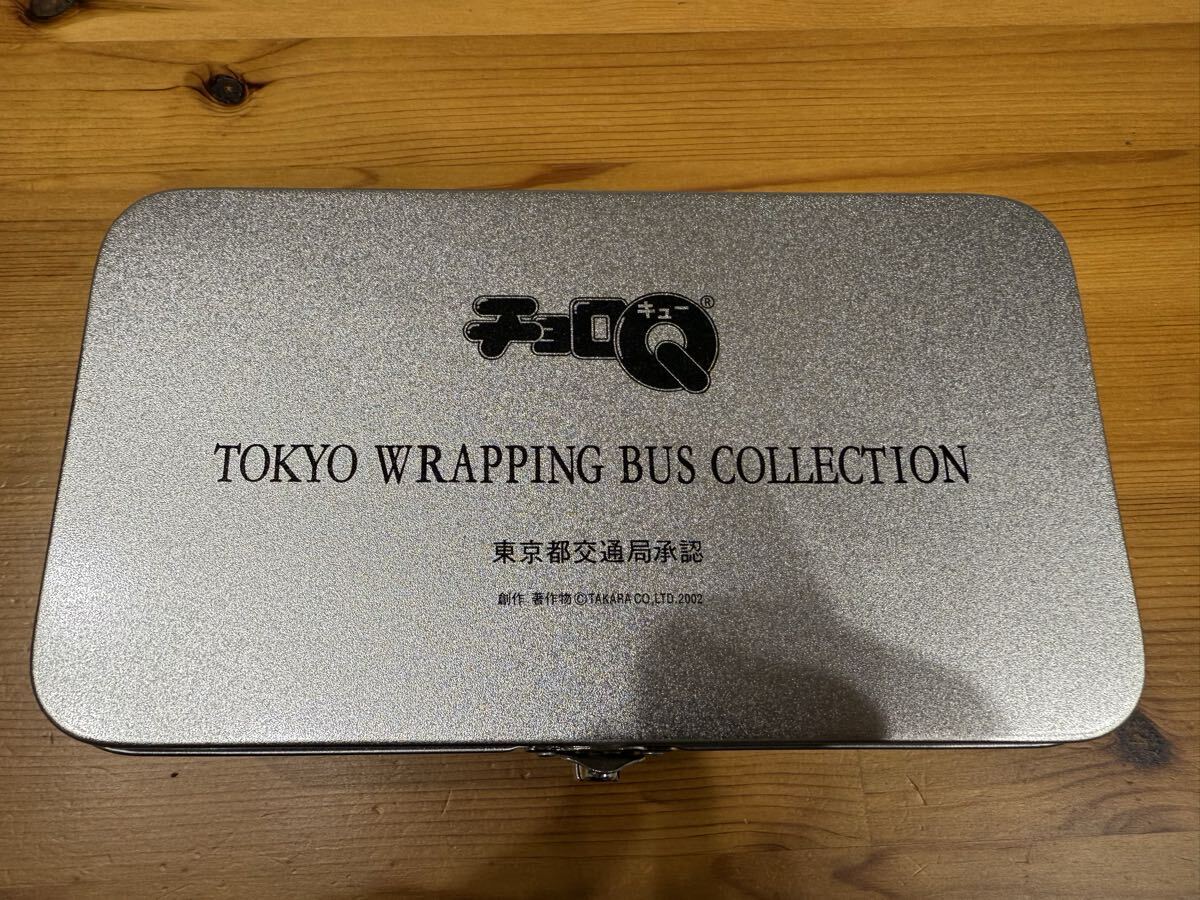 チョロQ キュー ®
TOKYO WRAPPING BUS COLLECTION
東京都交通局承認
創作 著作物©TAKARA CO.,LTD.2002